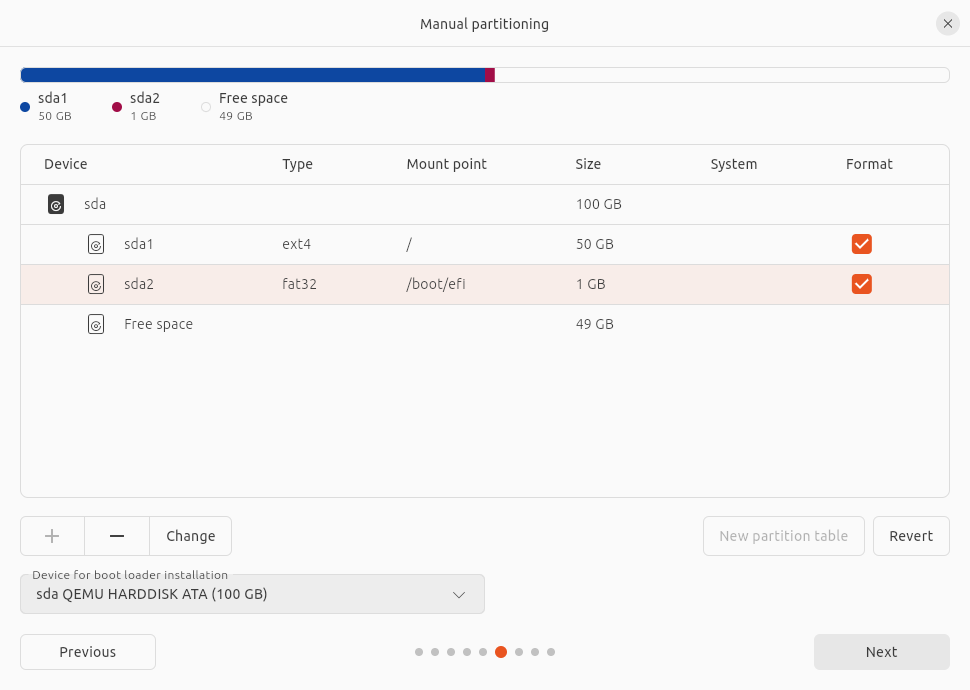 Manual partitioning
sda1
50 GB
sda2
1 GB
Free space
49 GB
Device Type Mount point Size System Format
sda 100 GB
sda1 ext4 / 50 GB
sda2 fat32 /boot/efi 1 GB
Free space 49 GB
Change
New partition table
Revert
Device for boot loader installation
sda QEMU HARDDISK ATA (100 GB)
Previous
Next